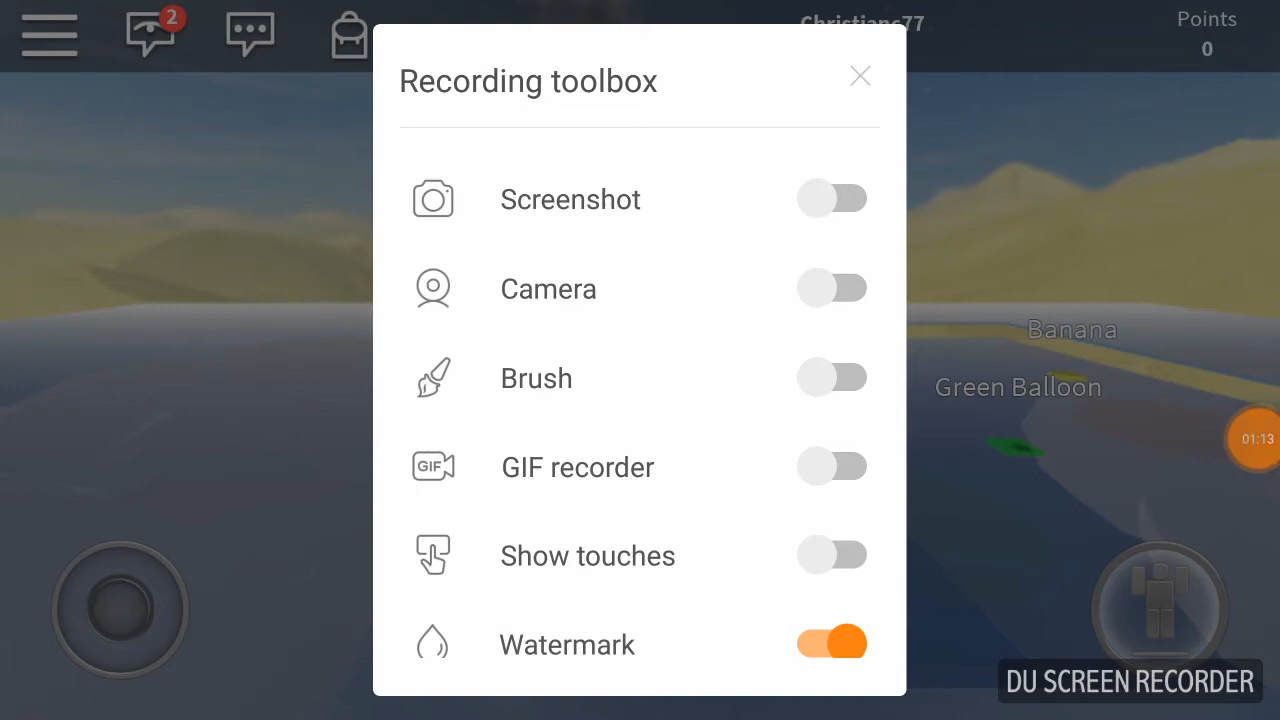 2
Christianc77
Points
0
Recording toolbox
Screenshot
Camera
Brush
GIF recorder
GIF
Show touches
Watermark
Banana
Green Balloon
01:13
DU SCREEN RECORDER